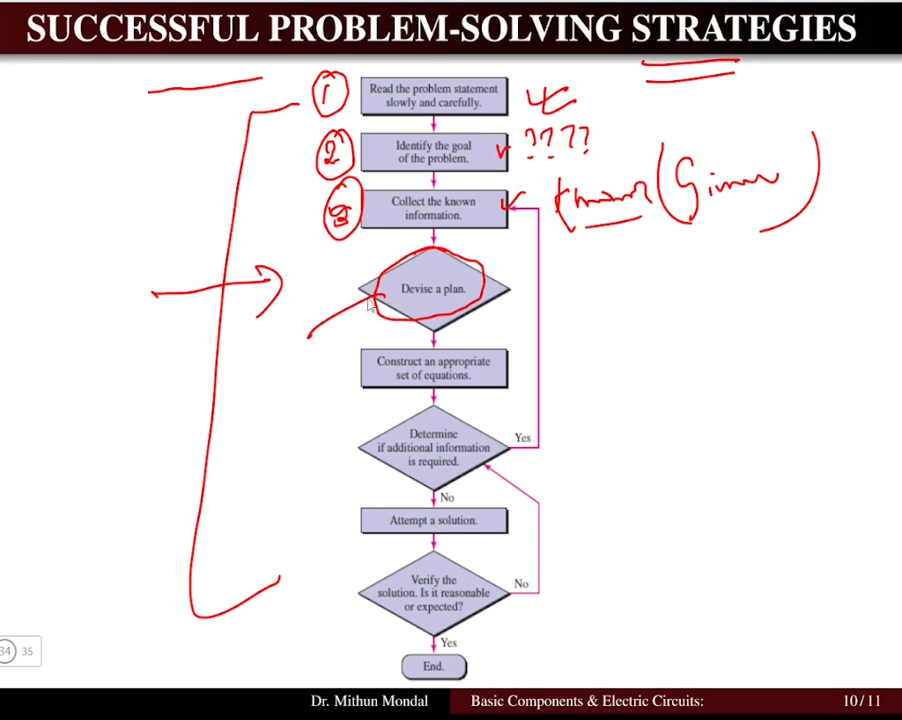 SUCCESSFUL PROBLEM-SOLVING STRATEGIES
1
Read the problem statement
slowly and carefully.
2
Identify the goal
of the problem.
????
3
Collect the known
information.
(Given)
Devise a plan.
Construct an appropriate
set of equations.
Determine
if additional information
is required.
Yes
No
Attempt a solution.
Verify the
solution. Is it reasonable
or expected?
No
Yes
End.
34 35
Dr. Mithun Mondal
Basic Components & Electric Circuits:
10 / 11